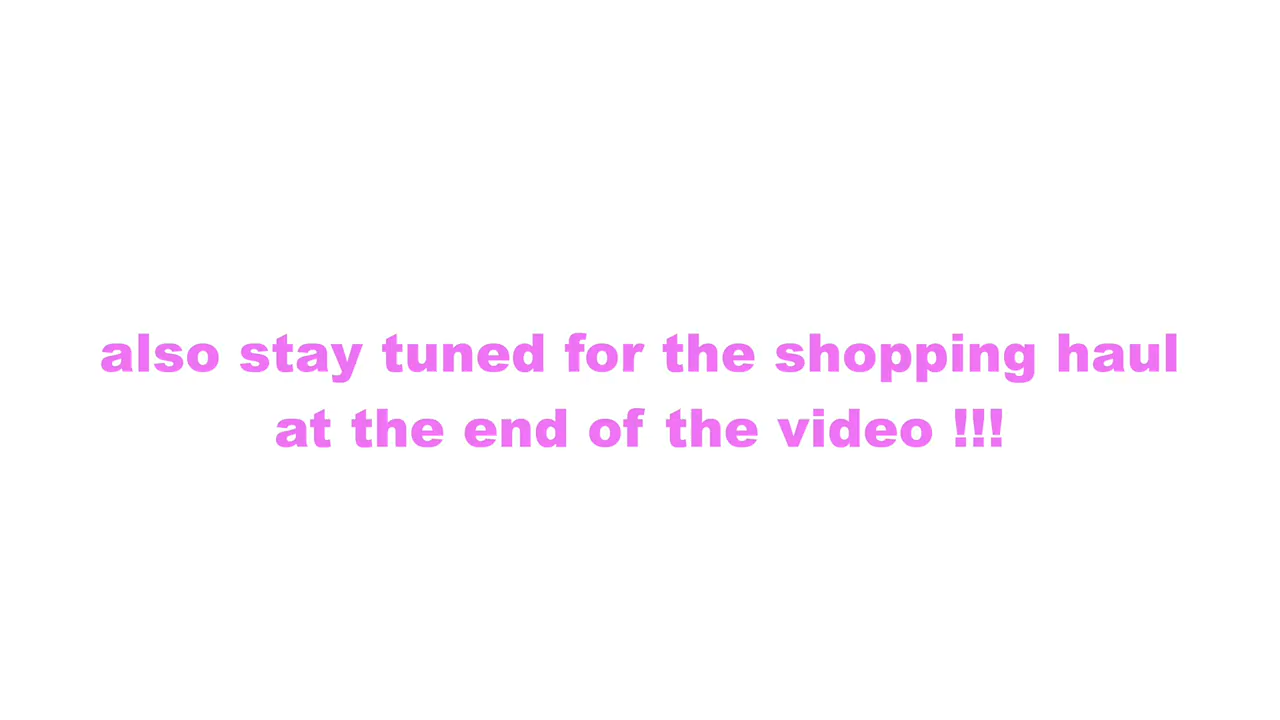 also stay tuned for the shopping haul
at the end of the video !!!